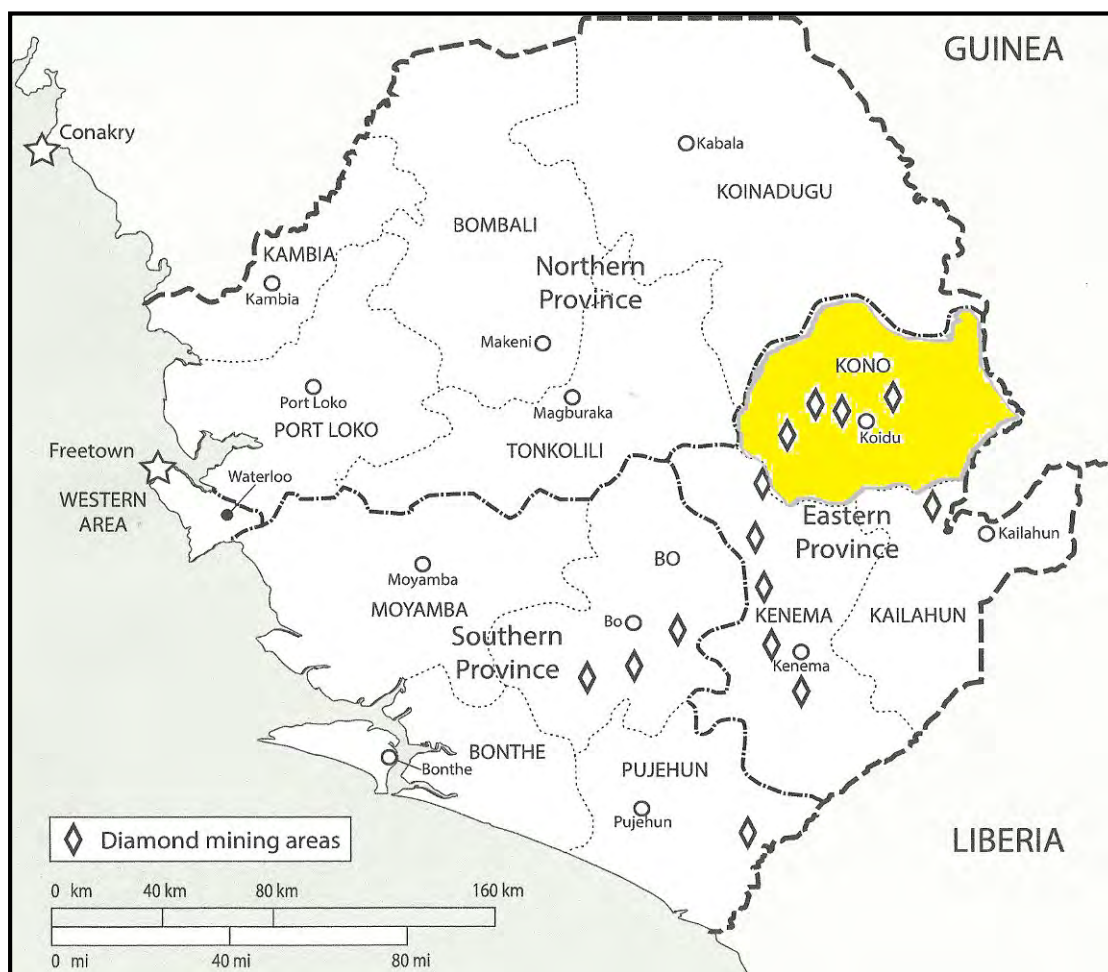 GUINEA
Conakry
Kabala
KOINADUGU
BOMBALI
KAMBIA
Kambia
Northern
Province
Makeni
KONO
Port Loko
PORT LOKO
Magburaka
Koidu
TONKOLILI
Freetown
Waterloo
WESTERN
AREA
Eastern
Province
Kailahun
BO
Moyamba
MOYAMBA
KENEMA
KAILAHUN
Bo
Southern
Province
Kenema
BONTHE
Bonthe
PUJEHUN
Pujehun
LIBERIA
Diamond mining areas
0 km 40 km 80 km 160 km
0 mi 40 mi 80 mi